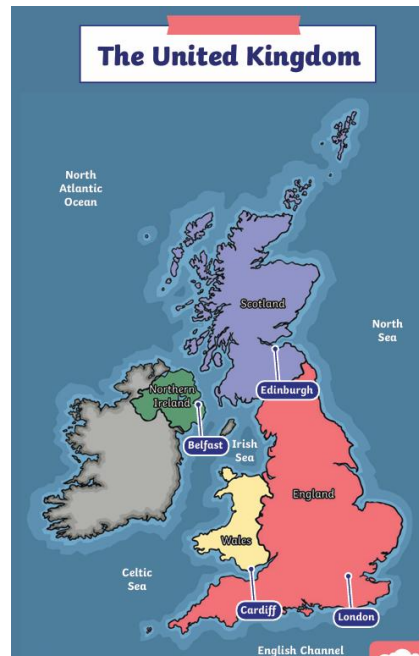 The United Kingdom
North
Atlantic
Ocean
Scotland
North
Sea
Edinburgh
Northern
Ireland
Belfast
Irish
Sea
England
Wales
Celtic
Sea
Cardiff
London
English Channel